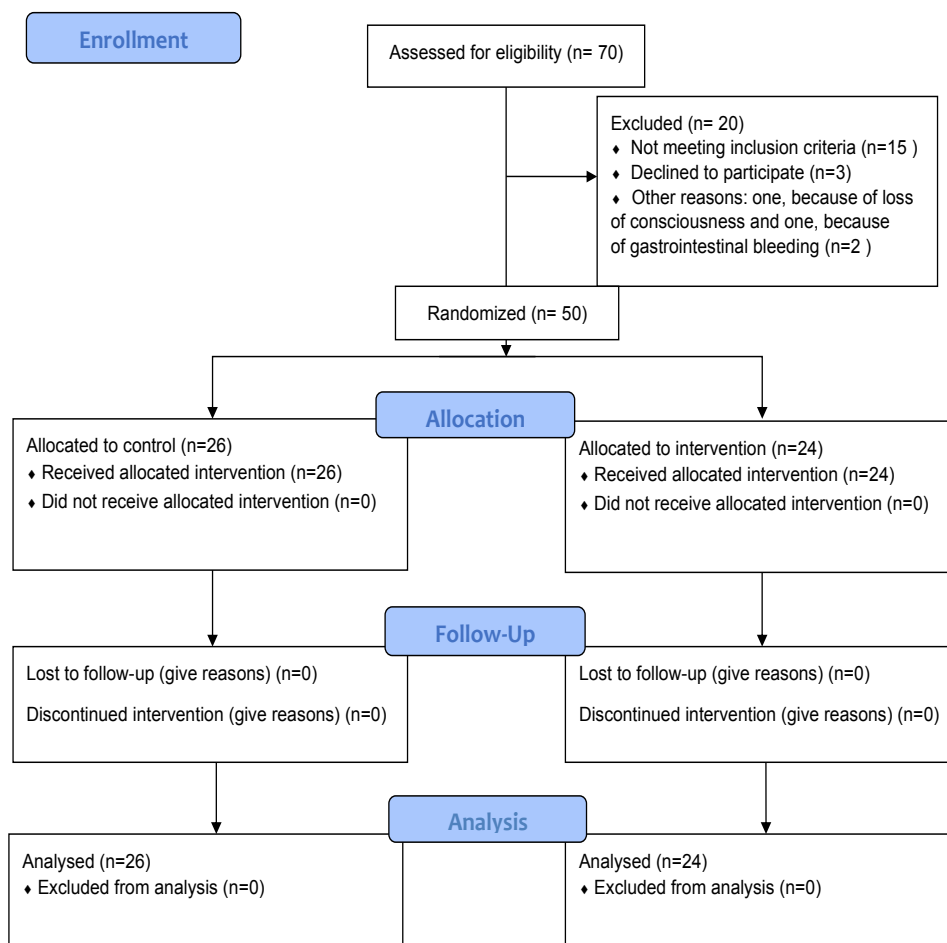 Enrollment
Assessed for eligibility (n= 70)
Excluded (n= 20)
♦ Not meeting inclusion criteria (n=15 )
♦ Declined to participate (n=3)
♦ Other reasons: one, because of loss
of consciousness and one, because
of gastrointestinal bleeding (n=2 )
Randomized (n= 50)
Allocation
Allocated to control (n=26)
♦ Received allocated intervention (n=26)
♦ Did not receive allocated intervention (n=0)
Allocated to intervention (n=24)
♦ Received allocated intervention (n=24)
♦ Did not receive allocated intervention (n=0)
Follow-Up
Lost to follow-up (give reasons) (n=0)
Discontinued intervention (give reasons) (n=0)
Lost to follow-up (give reasons) (n=0)
Discontinued intervention (give reasons) (n=0)
Analysis
Analysed (n=26)
♦ Excluded from analysis (n=0)
Analysed (n=24)
♦ Excluded from analysis (n=0)